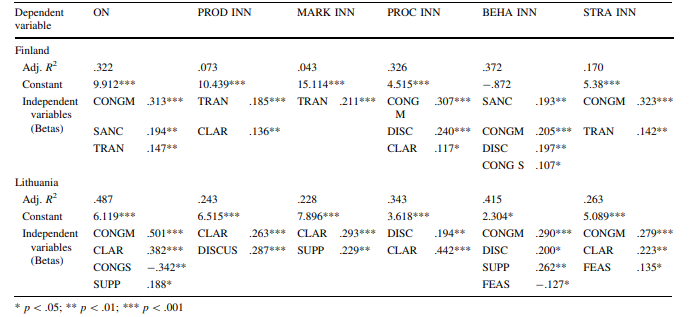 Dependent ON PROD INN MARK INN PROC INN BEHA INN STRA INN
variable
Finland
Adj. R² .322 .073 .043 .326 .372 .170
Constant 9.912*** 10.439*** 15.114*** 4.515*** −.872 5.38***
Independent CONGM .313*** TRAN .185*** TRAN .211*** CONG .307*** SANC .193** CONGM .323***
variables M
(Betas) SANC .194** CLAR .136** DISC .240*** CONGM .205*** TRAN .142**
TRAN .147** CLAR .117* DISC .197**
CONG S .107*
Lithuania
Adj. R² .487 .243 .228 .343 .415 .263
Constant 6.119*** 6.515*** 7.896*** 3.618*** 2.304* 5.089***
Independent CONGM .501*** CLAR .263*** CLAR .293*** DISC .194** CONGM .290*** CONGM .279***
variables CLAR .382*** DISCUS .287*** SUPP .229** CLAR .442*** DISC .200* CLAR .223**
(Betas) CONGS −.342** SUPP .262** FEAS .135*
SUPP .188* FEAS −.127*
* p < .05; ** p < .01; *** p < .001